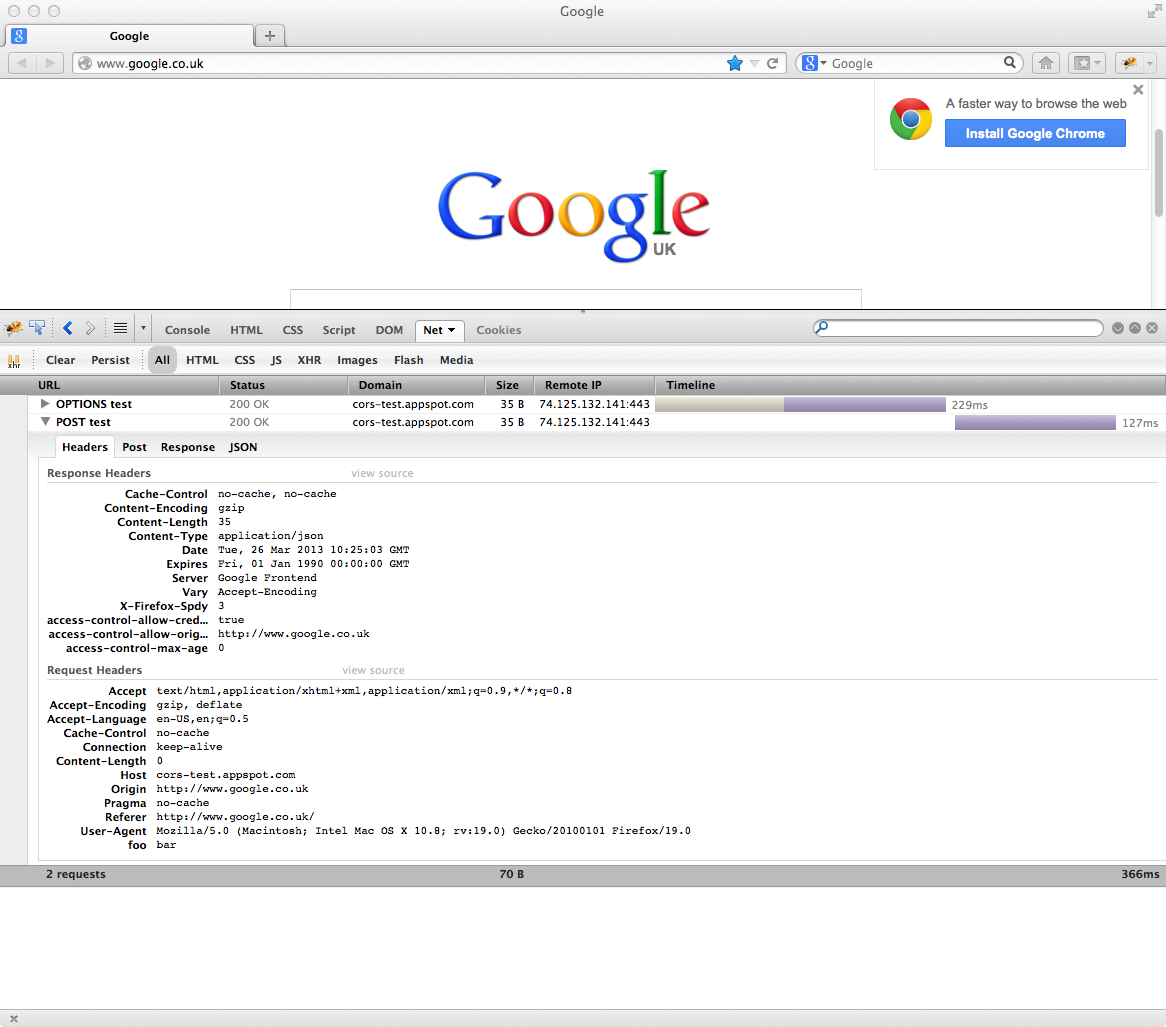 Google
Google
www.google.co.uk
Google
A faster way to browse the web
Install Google Chrome
Google
UK
Console HTML CSS Script DOM Net Cookies
xhr Clear Persist All HTML CSS JS XHR Images Flash Media
URL Status Domain Size Remote IP Timeline
OPTIONS test 200 OK cors-test.appspot.com 35 B 74.125.132.141:443 229ms
POST test 200 OK cors-test.appspot.com 35 B 74.125.132.141:443 127ms
Headers Post Response JSON
Response Headers view source
Cache-Control no-cache, no-cache
Content-Encoding gzip
Content-Length 35
Content-Type application/json
Date Tue, 26 Mar 2013 10:25:03 GMT
Expires Fri, 01 Jan 1990 00:00:00 GMT
Server Google Frontend
Vary Accept-Encoding
X-Firefox-Spdy 3
access-control-allow-cred... true
access-control-allow-orig... http://www.google.co.uk
access-control-max-age 0
Request Headers view source
Accept text/html,application/xhtml+xml,application/xml;q=0.9,*/*;q=0.8
Accept-Encoding gzip, deflate
Accept-Language en-US,en;q=0.5
Cache-Control no-cache
Connection keep-alive
Content-Length 0
Host cors-test.appspot.com
Origin http://www.google.co.uk
Pragma no-cache
Referer http://www.google.co.uk/
User-Agent Mozilla/5.0 (Macintosh; Intel Mac OS X 10.8; rv:19.0) Gecko/20100101 Firefox/19.0
foo bar
2 requests 70 B 366ms